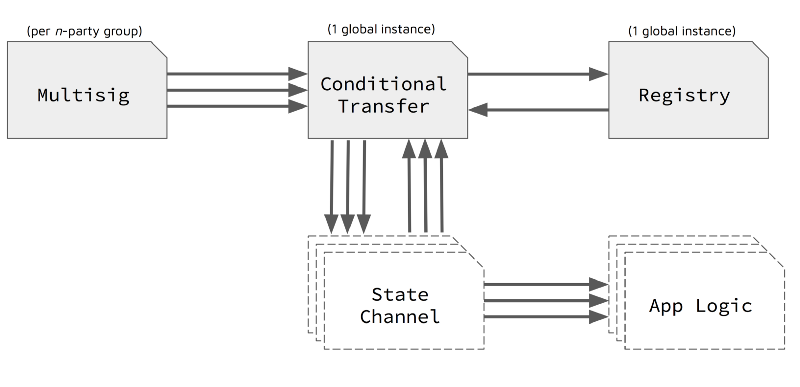 (per n-party group)
(1 global instance)
(1 global instance)
Multisig
Conditional
Transfer
Registry
State
Channel
App Logic